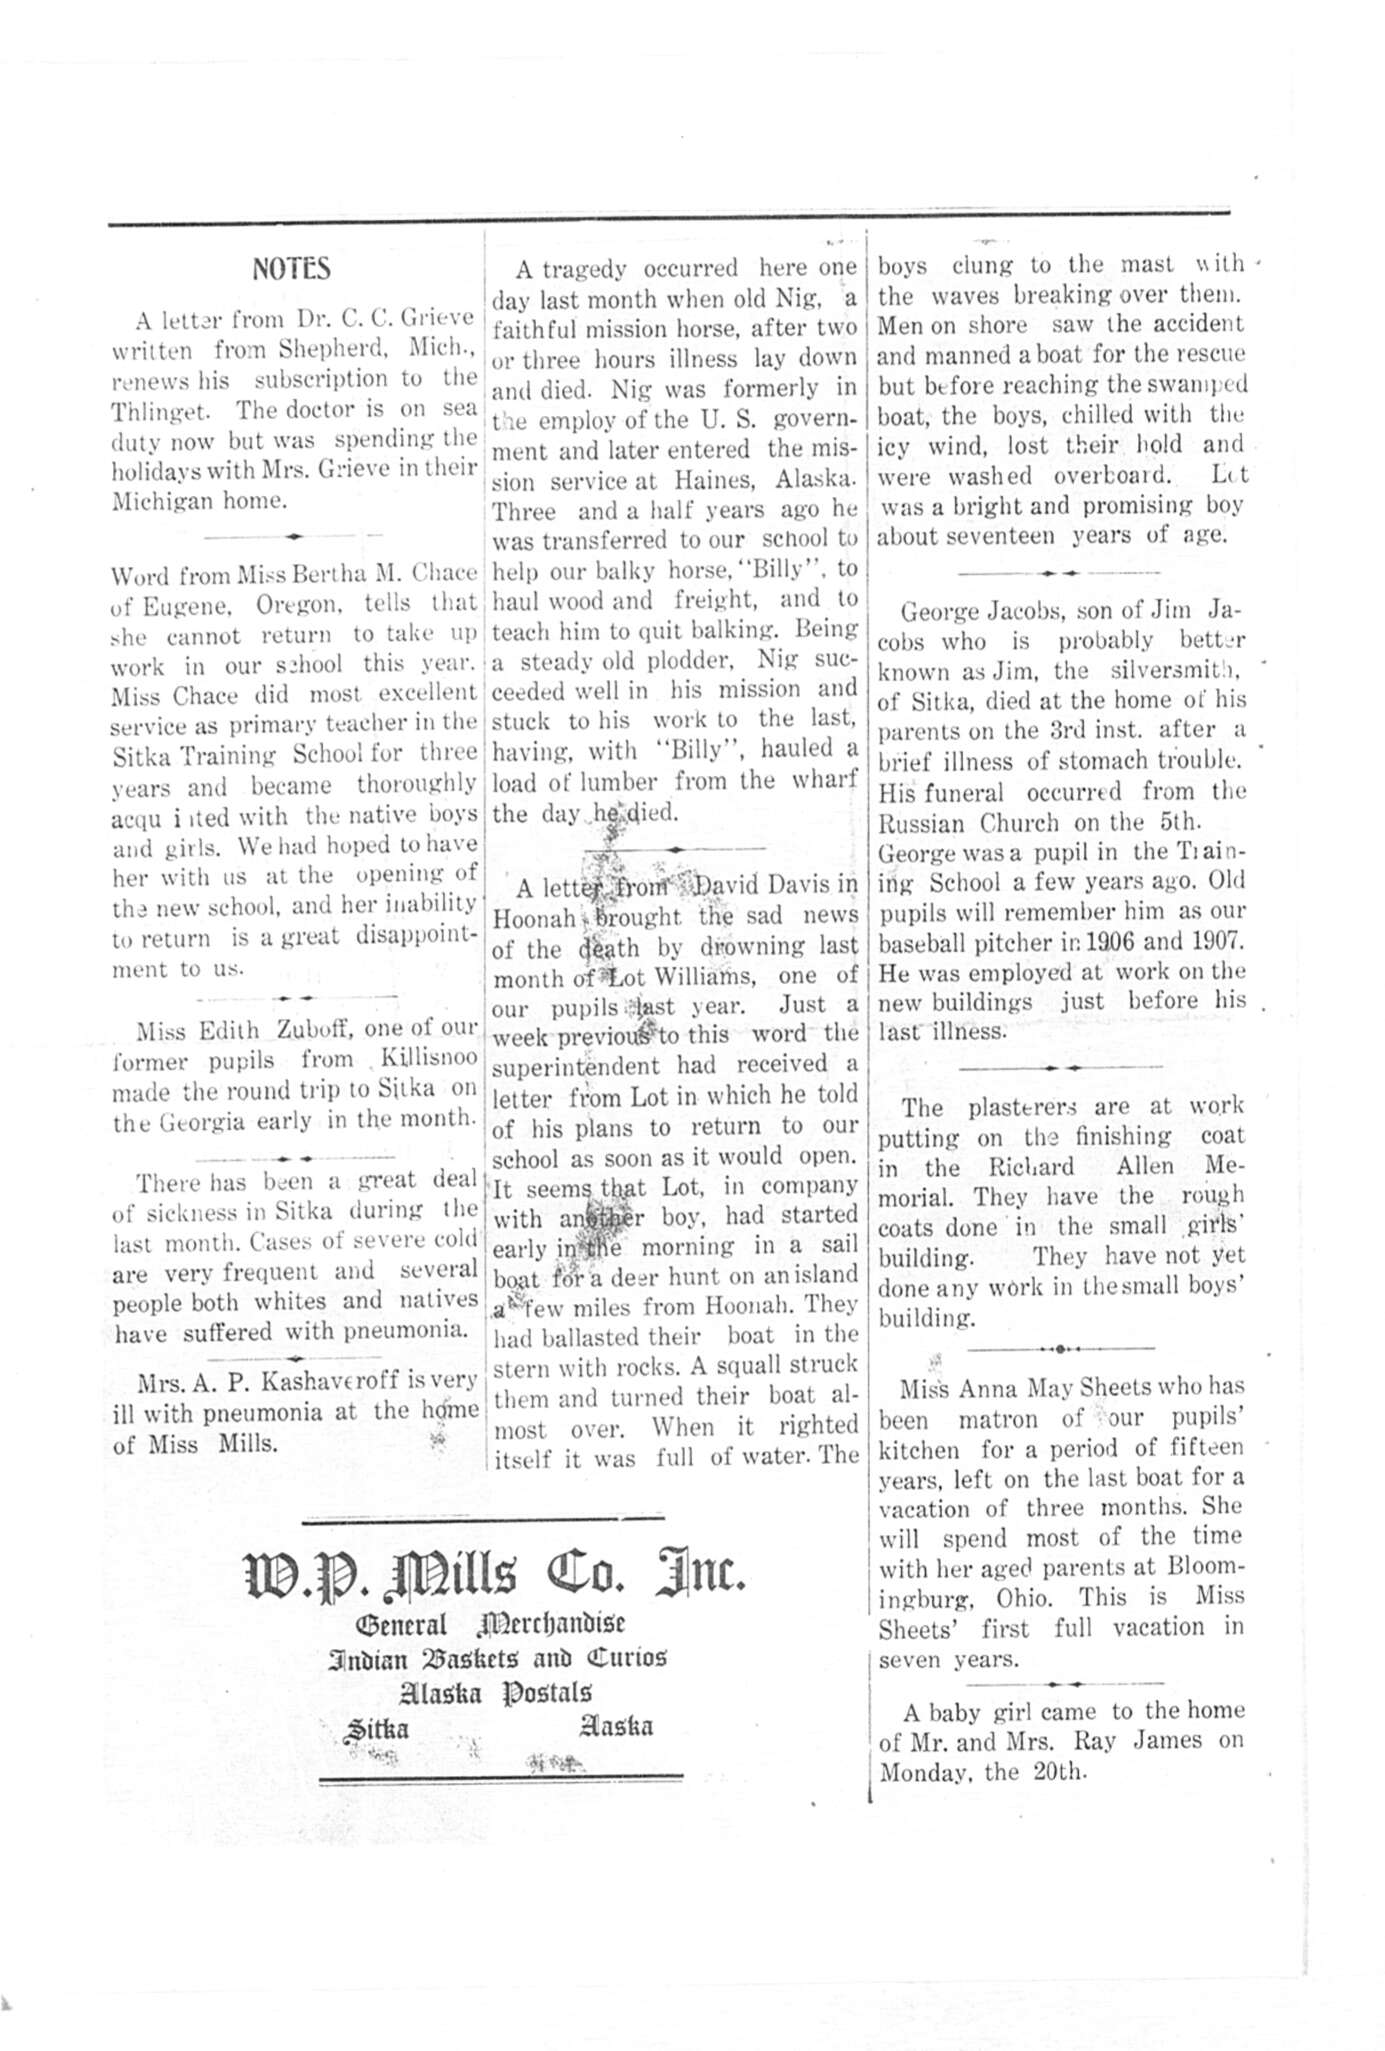 NOTES
A letter from Dr. C. C. Grieve
written from Shepherd, Mich.,
renews his subscription to the
Thlinget. The doctor is on sea
duty now but was spending the
holidays with Mrs. Grieve in their
Michigan home.
Word from Miss Bertha M. Chace
of Eugene, Oregon, tells that
she cannot return to take up
work in our school this year.
Miss Chace did most excellent
service as primary teacher in the
Sitka Training School for three
years and became thoroughly
acqu i ited with the native boys
and girls. We had hoped to have
her with us at the opening of
the new school, and her inability
to return is a great disappoint-
ment to us.
Miss Edith Zuboff, one of our
former pupils from Killisnoo
made the round trip to Sitka on
the Georgia early in the month.
There has been a great deal
of sickness in Sitka during the
last month. Cases of severe cold
are very frequent and several
people both whites and natives
have suffered with pneumonia.
Mrs. A. P. Kashaveroff is very
ill with pneumonia at the home
of Miss Mills.
A tragedy occurred here one
day last month when old Nig, a
faithful mission horse, after two
or three hours illness lay down
and died. Nig was formerly in
the employ of the U. S. govern-
ment and later entered the mis-
sion service at Haines, Alaska.
Three and a half years ago he
was transferred to our school to
help our balky horse, "Billy", to
haul wood and freight, and to
teach him to quit balking. Being
a steady old plodder, Nig suc-
ceeded well in his mission and
stuck to his work to the last,
having, with "Billy", hauled a
load of lumber from the wharf
the day he died.
A letter from David Davis in
Hoonah brought the sad news
of the death by drowning last
month of Lot Williams, one of
our pupils last year. Just a
week previous to this word the
superintendent had received a
letter from Lot in which he told
of his plans to return to our
school as soon as it would open.
It seems that Lot, in company
with another boy, had started
early in the morning in a sail
boat for a deer hunt on an island
a few miles from Hoonah. They
had ballasted their boat in the
stern with rocks. A squall struck
them and turned their boat al-
most over. When it righted
itself it was full of water. The
boys clung to the mast with
the waves breaking over them.
Men on shore saw the accident
and manned a boat for the rescue
but before reaching the swamped
boat, the boys, chilled with the
icy wind, lost their hold and
were washed overboard. Lot
was a bright and promising boy
about seventeen years of age.
George Jacobs, son of Jim Ja-
cobs who is probably better
known as Jim, the silversmith,
of Sitka, died at the home of his
parents on the 3rd inst. after a
brief illness of stomach trouble.
His funeral occurred from the
Russian Church on the 5th.
George was a pupil in the Train-
ing School a few years ago. Old
pupils will remember him as our
baseball pitcher in 1906 and 1907.
He was employed at work on the
new buildings just before his
last illness.
The plasterers are at work
putting on the finishing coat
in the Richard Allen Me-
morial. They have the rough
coats done in the small girls'
building. They have not yet
done any work in the small boys'
building.
Miss Anna May Sheets who has
been matron of our pupils'
kitchen for a period of fifteen
years, left on the last boat for a
vacation of three months. She
will spend most of the time
with her aged parents at Bloom-
ingburg, Ohio. This is Miss
Sheets' first full vacation in
seven years.
A baby girl came to the home
of Mr. and Mrs. Ray James on
Monday, the 20th.
W.P. Mills Co. Inc.
General Merchandise
Indian Baskets and Curios
Alaska Postals
Sitka Aaska